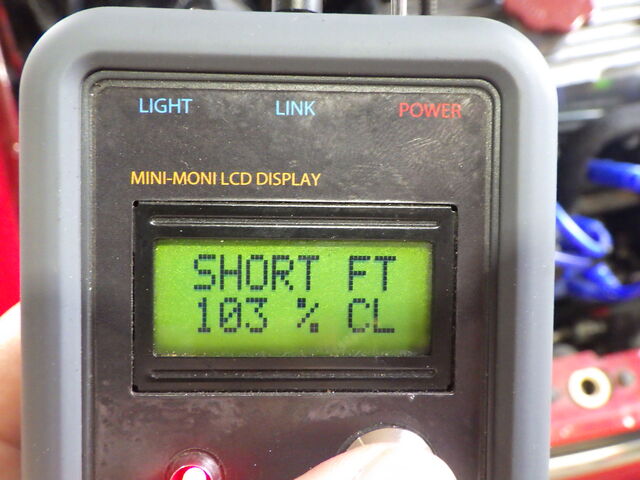 LIGHT LINK POWER
MINI-MONI LCD DISPLAY
SHORT FT
103 % CL